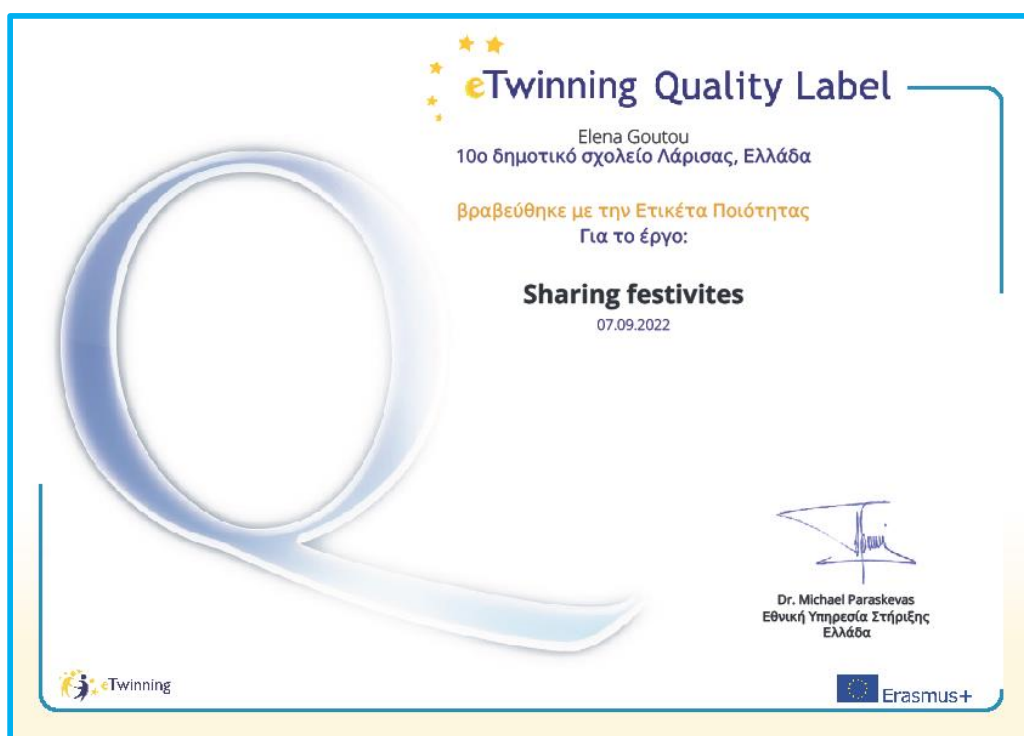 eTwinning Quality Label
Elena Goutou
10ο δημοτικό σχολείο Λάρισας, Ελλάδα
βραβεύθηκε με την Ετικέτα Ποιότητας
Για το έργο:
Sharing festivites
07.09.2022
Dr. Michael Paraskevas
Εθνική Υπηρεσία Στήριξης
Ελλάδα
eTwinning
Erasmus+